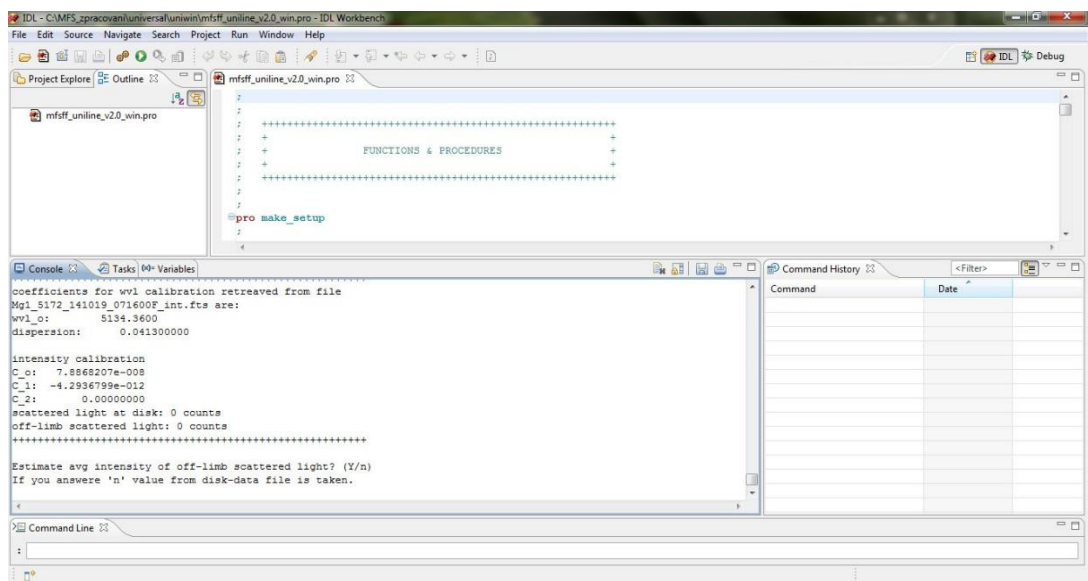 IDL - C:\MFS_zpracovani\universal\uniwin\mfsff_uniline_v2.0_win.pro - IDL Workbench
File Edit Source Navigate Search Project Run Window Help
IDL Debug
Project Explore Outline mfsff_uniline_v2.0_win.pro
mfsff_uniline_v2.0_win.pro
;
;
; ++++++++++++++++++++++++++++++++++++++++++++++++++++++++
; + +
; + FUNCTIONS & PROCEDURES +
; + +
; ++++++++++++++++++++++++++++++++++++++++++++++++++++++++
;
;
pro make_setup
;
Console Tasks Variables
coefficients for wvl calibration retreaved from file
Mg1_5172_141019_071600F_int.fts are:
wvl_o: 5134.3600
dispersion: 0.041300000
intensity calibration
C_o: 7.8868207e-008
C_1: -4.2936799e-012
C_2: 0.00000000
scattered light at disk: 0 counts
off-limb scattered light: 0 counts
++++++++++++++++++++++++++++++++++++++++++++++++++++++++
Estimate avg intensity of off-limb scattered light? (Y/n)
If you answere 'n' value from disk-data file is taken.
Command History <Filter>
Command Date
Command Line
: